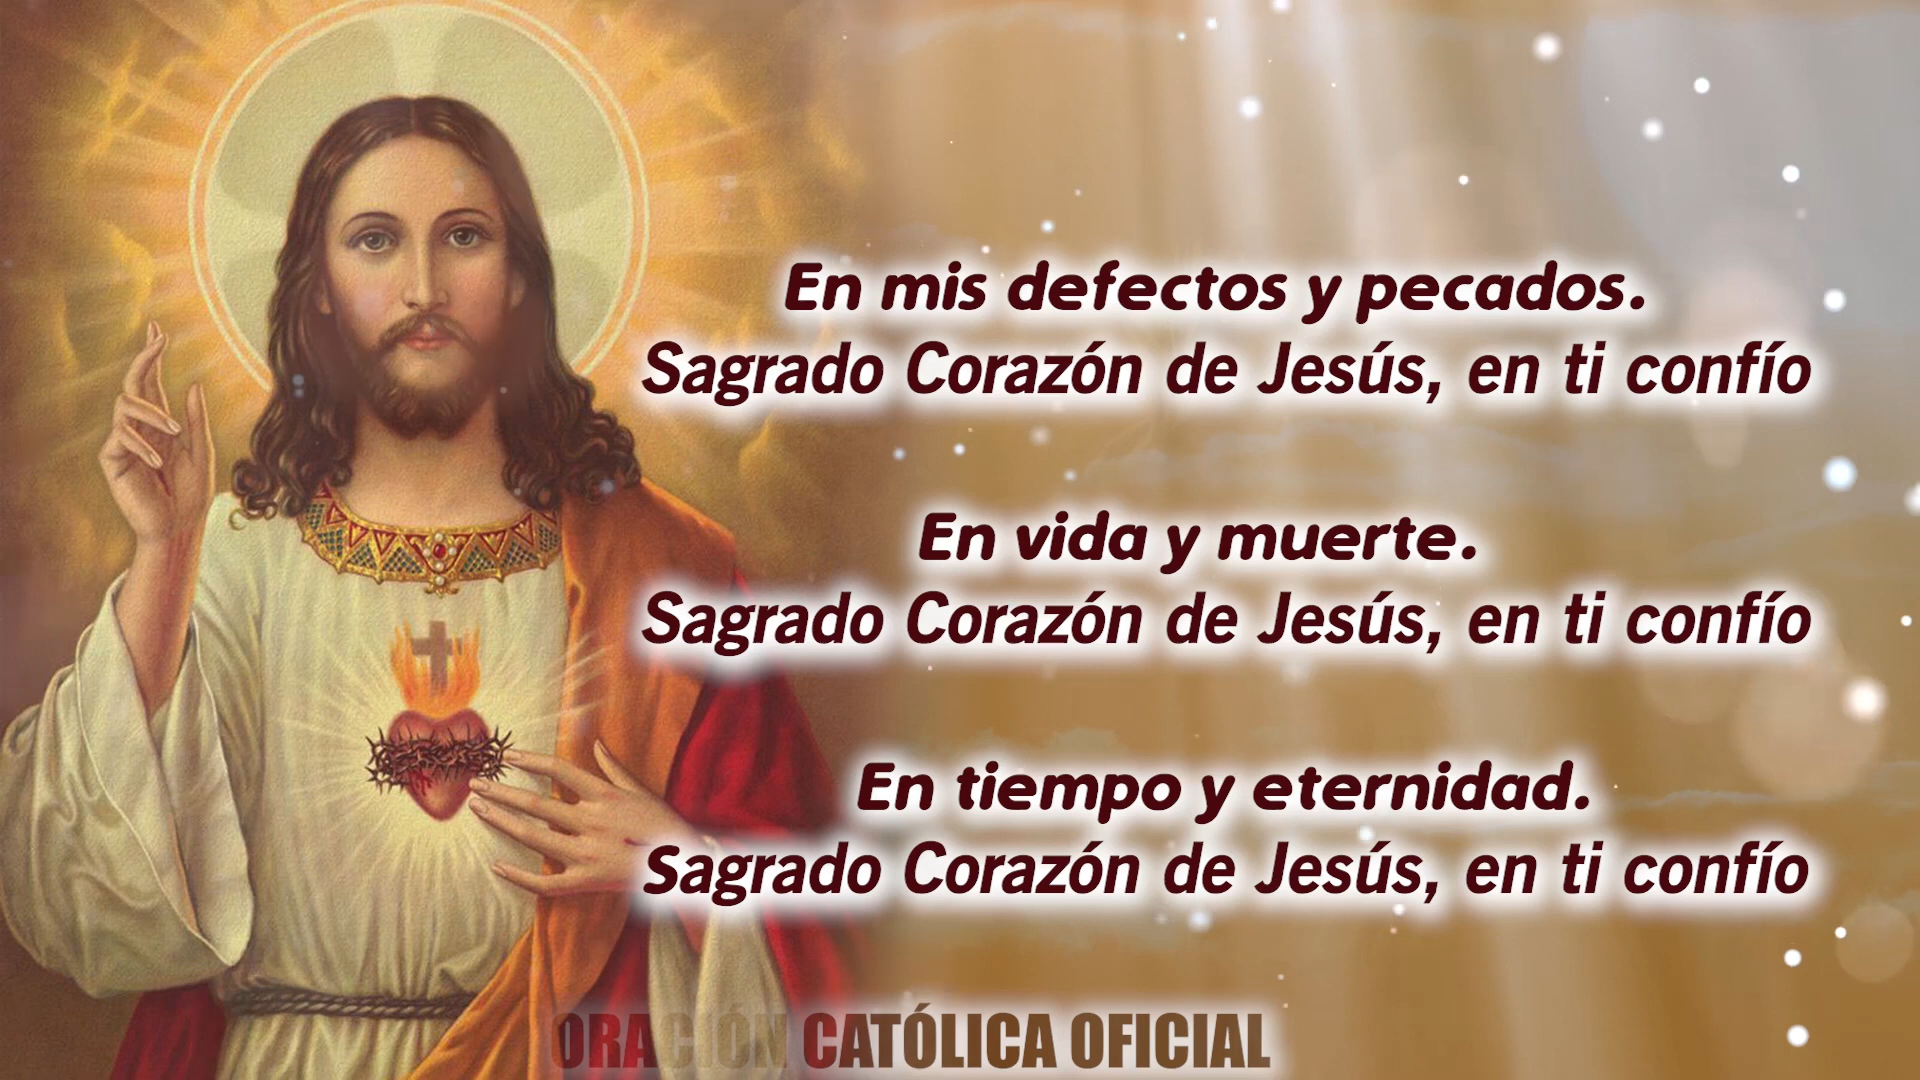 En mis defectos y pecados.
Sagrado Corazón de Jesús, en ti confío
En vida y muerte.
Sagrado Corazón de Jesús, en ti confío
En tiempo y eternidad.
Sagrado Corazón de Jesús, en ti confío
ORACIÓN CATÓLICA OFICIAL